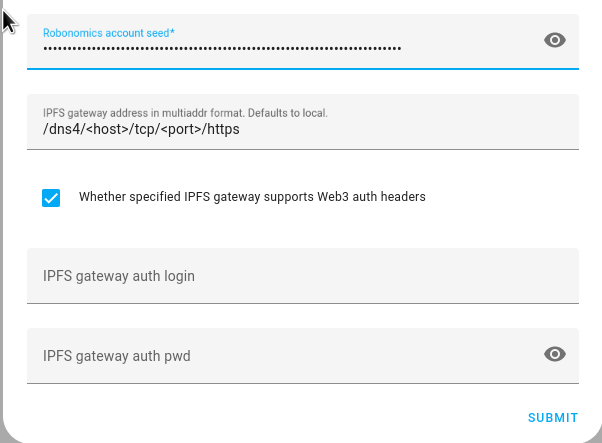 Robonomics account seed*
IPFS gateway address in multiaddr format. Defaults to local.
/dns4/<host>/tcp/<port>/https
Whether specified IPFS gateway supports Web3 auth headers
IPFS gateway auth login
IPFS gateway auth pwd
SUBMIT